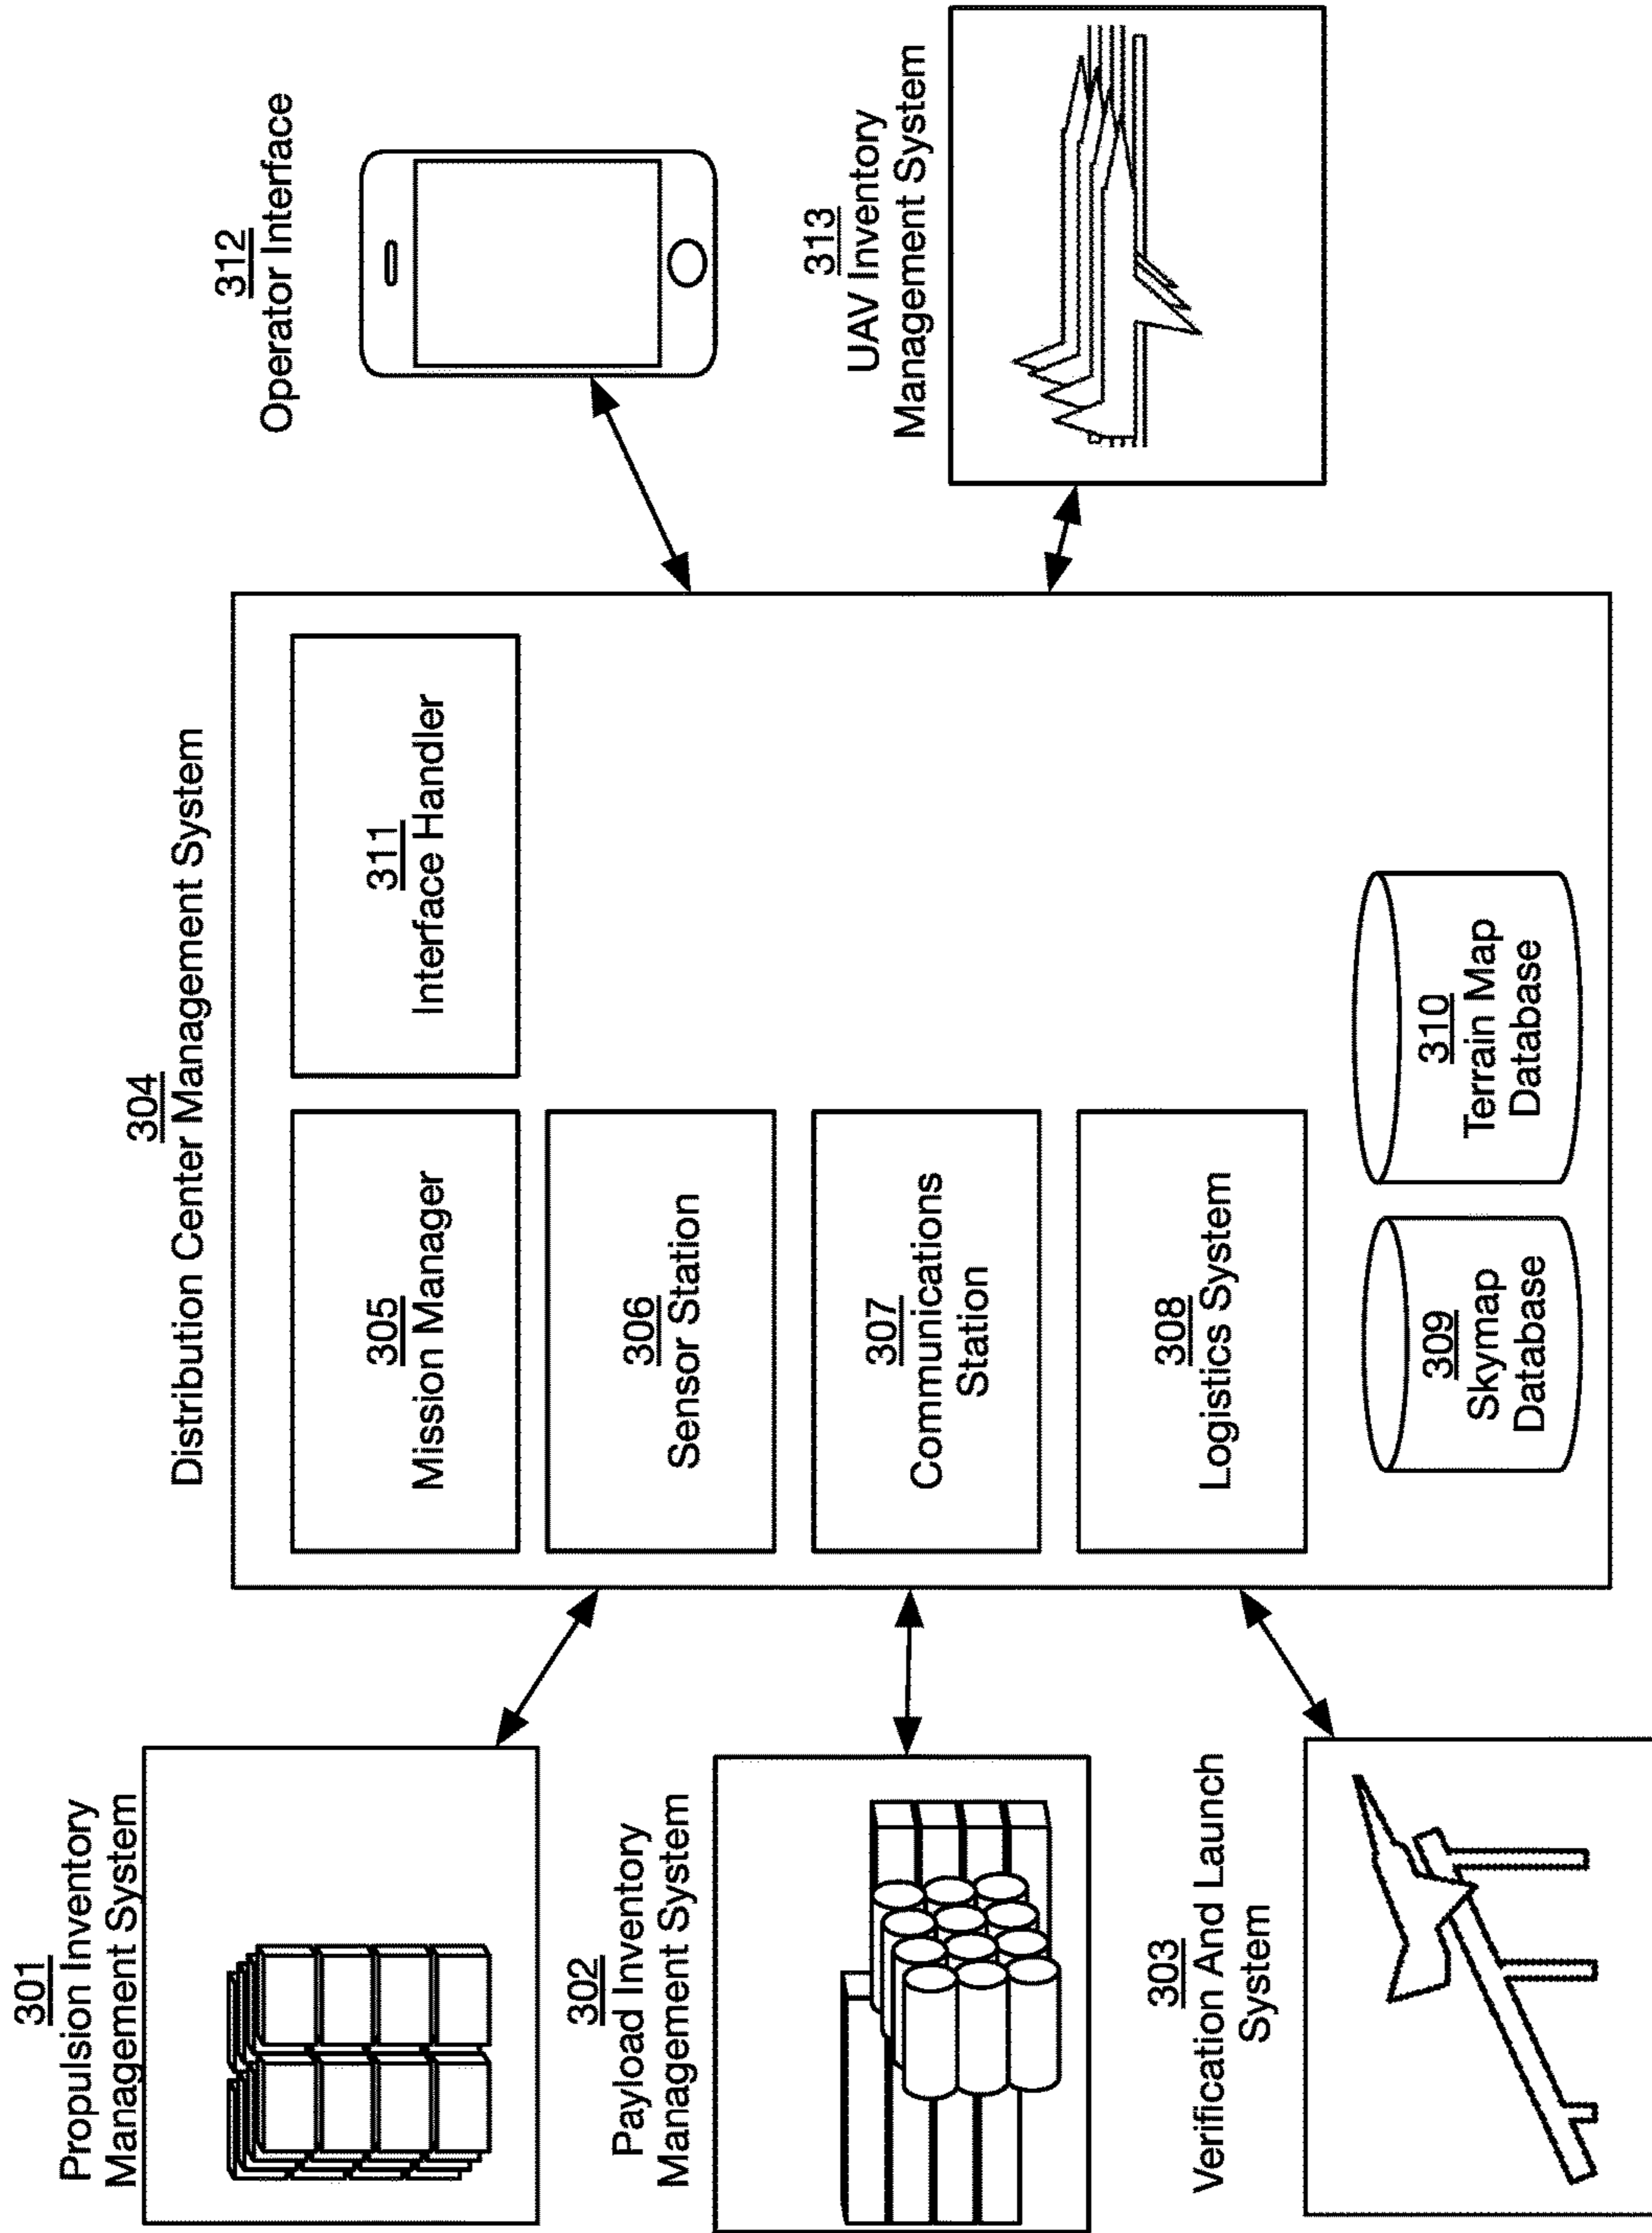 301
Propulsion Inventory
Management System
302
Payload Inventory
Management System
303
Verification And Launch
System
304
Distribution Center Management System
305
Mission Manager
306
Sensor Station
307
Communications
Station
308
Logistics System
309
Skymap
Database
310
Terrain Map
Database
311
Interface Handler
312
Operator Interface
313
UAV Inventory
Management System